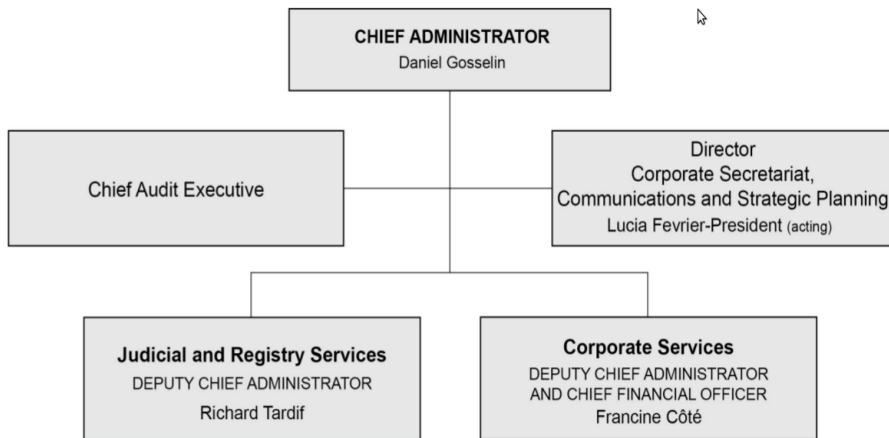 CHIEF ADMINISTRATOR
Daniel Gosselin
Chief Audit Executive
Director
Corporate Secretariat,
Communications and Strategic Planning
Lucia Fevrier-President (acting)
Judicial and Registry Services
DEPUTY CHIEF ADMINISTRATOR
Richard Tardif
Corporate Services
DEPUTY CHIEF ADMINISTRATOR
AND CHIEF FINANCIAL OFFICER
Francine Côté